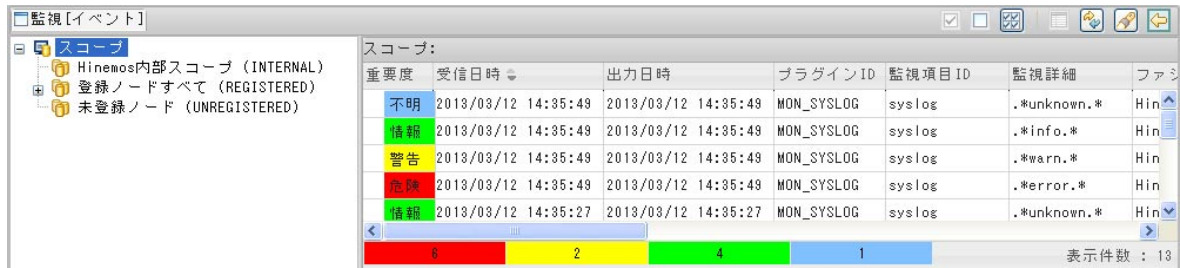 監視[イベント]
スコープ
Hinemos内部スコープ (INTERNAL)
登録ノードすべて (REGISTERED)
未登録ノード (UNREGISTERED)
スコープ:
重要度 受信日時 出力日時 プラグインID 監視項目ID 監視詳細 ファシ
不明 2013/03/12 14:35:49 2013/03/12 14:35:49 MON_SYSLOG syslog .*unknown.* Hin
情報 2013/03/12 14:35:49 2013/03/12 14:35:49 MON_SYSLOG syslog .*info.* Hin
警告 2013/03/12 14:35:49 2013/03/12 14:35:49 MON_SYSLOG syslog .*warn.* Hin
危険 2013/03/12 14:35:49 2013/03/12 14:35:49 MON_SYSLOG syslog .*error.* Hin
情報 2013/03/12 14:35:27 2013/03/12 14:35:27 MON_SYSLOG syslog .*unknown.* Hin
6 2 4 1 表示件数 : 13